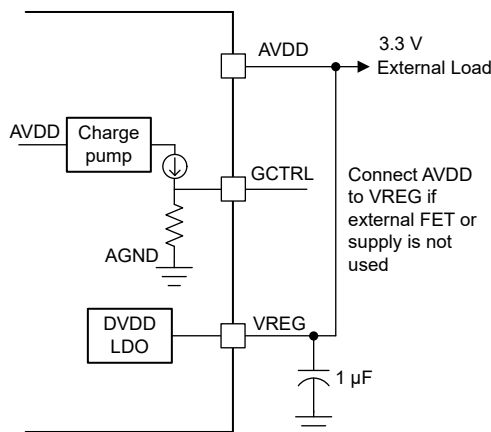 AVDD
3.3 V
External Load
AVDD
Charge
pump
GCTRL
Connect AVDD
to VREG if
external FET or
supply is not
used
AGND
DVDD
LDO
VREG
1 µF